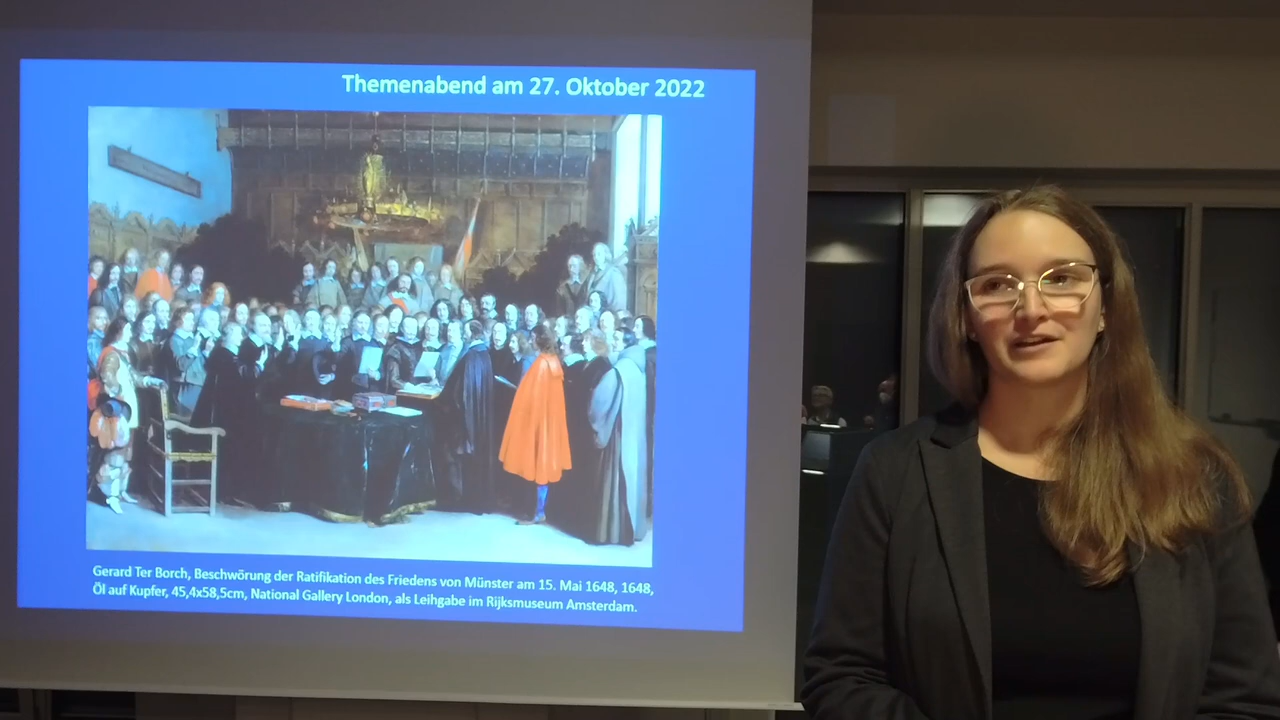 Themenabend am 27. Oktober 2022
Gerard Ter Borch, Beschwörung der Ratifikation des Friedens von Münster am 15. Mai 1648, 1648,
Öl auf Kupfer, 45,4x58,5cm, National Gallery London, als Leihgabe im Rijksmuseum Amsterdam.